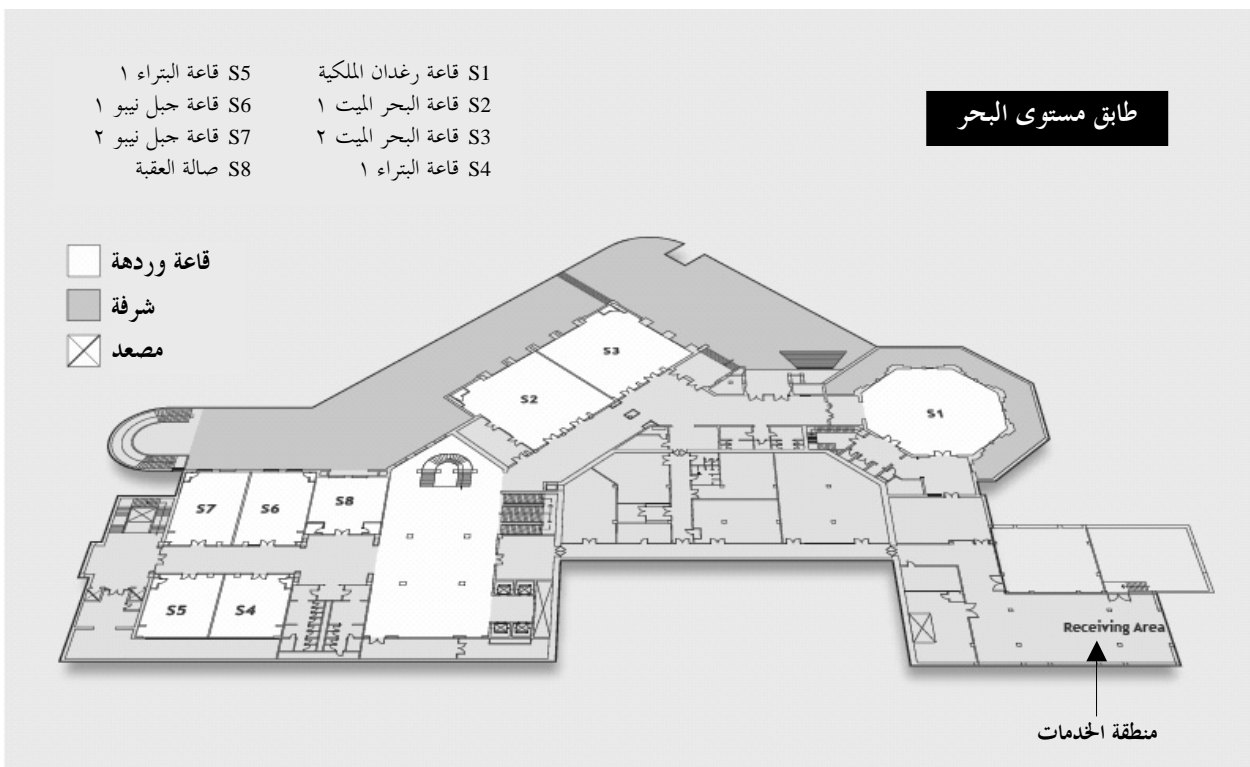 طابق مستوى البحر
S1 قاعة رغدان الملكية
S2 قاعة البحر الميت ١
S3 قاعة البحر الميت ٢
S4 قاعة البتراء ١
S5 قاعة البتراء ١
S6 قاعة جبل نيبو ١
S7 قاعة جبل نيبو ٢
S8 صالة العقبة
قاعة وردهة
شرفة
مصعد
S3
S2
S1
S7
S6
S8
S5
S4
Receiving Area
منطقة الخدمات